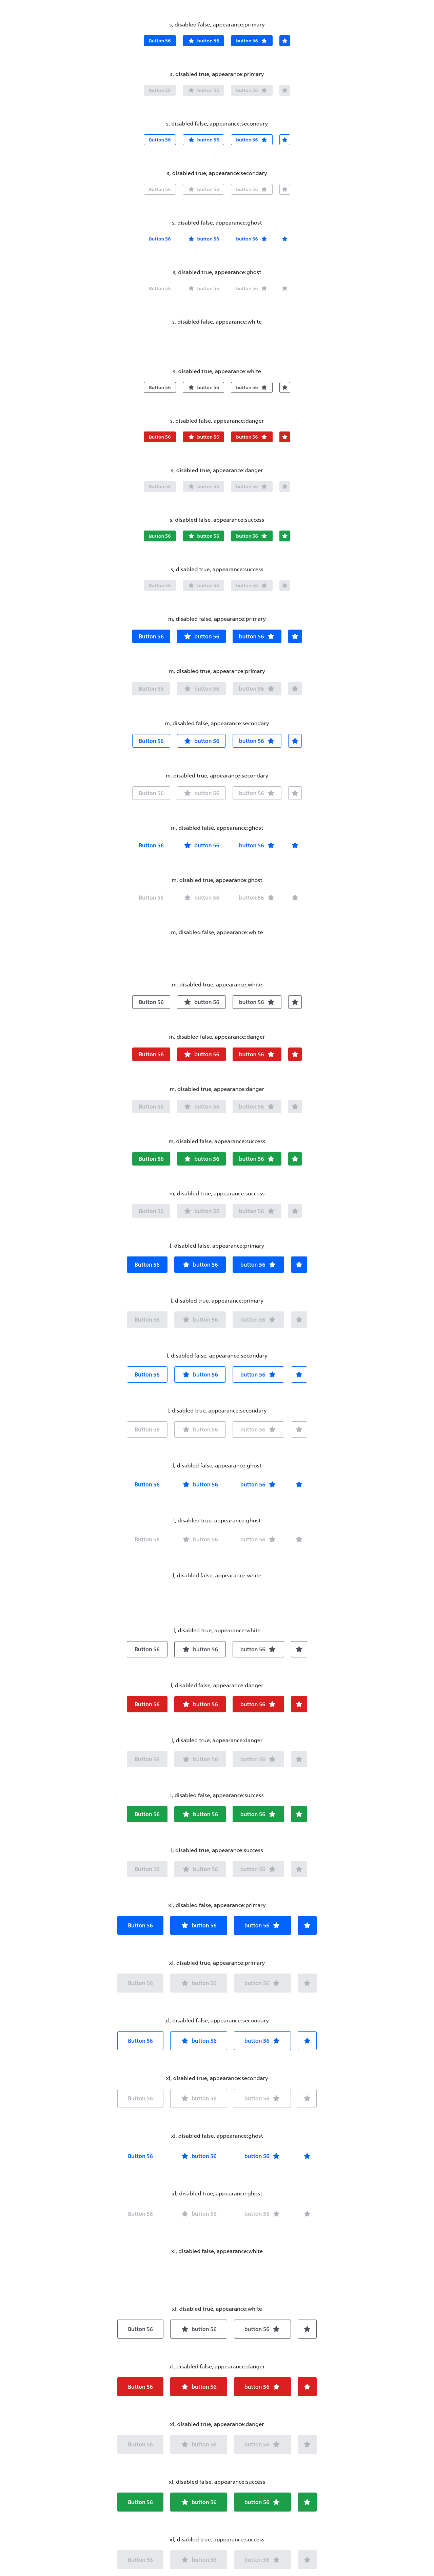 s, disabled false, appearance:primary
Button 56 button 56 button 56
s, disabled true, appearance:primary
Button 56 button 56 button 56
s, disabled false, appearance:secondary
Button 56 button 56 button 56
s, disabled true, appearance:secondary
Button 56 button 56 button 56
s, disabled false, appearance:ghost
Button 56 button 56 button 56
s, disabled true, appearance:ghost
Button 56 button 56 button 56
s, disabled false, appearance:white
s, disabled true, appearance:white
Button 56 button 56 button 56
s, disabled false, appearance:danger
Button 56 button 56 button 56
s, disabled true, appearance:danger
Button 56 button 56 button 56
s, disabled false, appearance:success
Button 56 button 56 button 56
s, disabled true, appearance:success
Button 56 button 56 button 56
m, disabled false, appearance:primary
Button 56 button 56 button 56
m, disabled true, appearance:primary
Button 56 button 56 button 56
m, disabled false, appearance:secondary
Button 56 button 56 button 56
m, disabled true, appearance:secondary
Button 56 button 56 button 56
m, disabled false, appearance:ghost
Button 56 button 56 button 56
m, disabled true, appearance:ghost
Button 56 button 56 button 56
m, disabled false, appearance:white
m, disabled true, appearance:white
Button 56 button 56 button 56
m, disabled false, appearance:danger
Button 56 button 56 button 56
m, disabled true, appearance:danger
Button 56 button 56 button 56
m, disabled false, appearance:success
Button 56 button 56 button 56
m, disabled true, appearance:success
Button 56 button 56 button 56
l, disabled false, appearance:primary
Button 56 button 56 button 56
l, disabled true, appearance:primary
Button 56 button 56 button 56
l, disabled false, appearance:secondary
Button 56 button 56 button 56
l, disabled true, appearance:secondary
Button 56 button 56 button 56
l, disabled false, appearance:ghost
Button 56 button 56 button 56
l, disabled true, appearance:ghost
Button 56 button 56 button 56
l, disabled false, appearance:white
l, disabled true, appearance:white
Button 56 button 56 button 56
l, disabled false, appearance:danger
Button 56 button 56 button 56
l, disabled true, appearance:danger
Button 56 button 56 button 56
l, disabled false, appearance:success
Button 56 button 56 button 56
l, disabled true, appearance:success
Button 56 button 56 button 56
xl, disabled false, appearance:primary
Button 56 button 56 button 56
xl, disabled true, appearance:primary
Button 56 button 56 button 56
xl, disabled false, appearance:secondary
Button 56 button 56 button 56
xl, disabled true, appearance:secondary
Button 56 button 56 button 56
xl, disabled false, appearance:ghost
Button 56 button 56 button 56
xl, disabled true, appearance:ghost
Button 56 button 56 button 56
xl, disabled false, appearance:white
xl, disabled true, appearance:white
Button 56 button 56 button 56
xl, disabled false, appearance:danger
Button 56 button 56 button 56
xl, disabled true, appearance:danger
Button 56 button 56 button 56
xl, disabled false, appearance:success
Button 56 button 56 button 56
xl, disabled true, appearance:success
Button 56 button 56 button 56